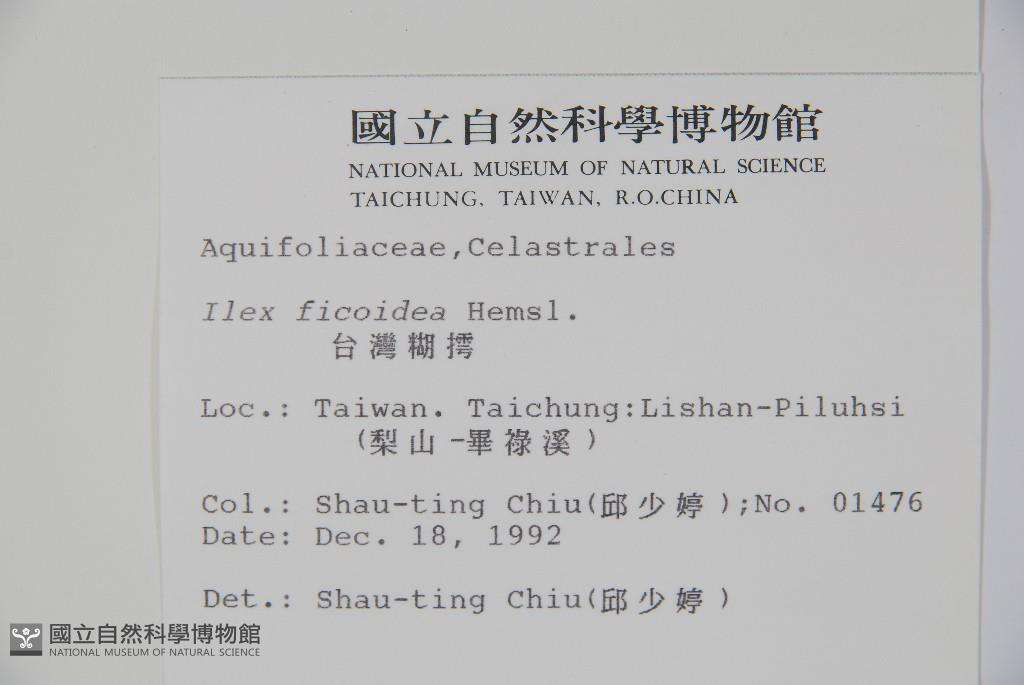 國立自然科學博物館
NATIONAL MUSEUM OF NATURAL SCIENCE
TAICHUNG, TAIWAN, R.O.CHINA
Aquifoliaceae,Celastrales
Ilex ficoidea Hemsl.
台灣糊樗
Loc.: Taiwan. Taichung:Lishan-Piluhsi
(梨山-畢祿溪)
Col.: Shau-ting Chiu(邱少婷);No. 01476
Date: Dec. 18, 1992
Det.: Shau-ting Chiu(邱少婷)
國立自然科學博物館
NATIONAL MUSEUM OF NATURAL SCIENCE